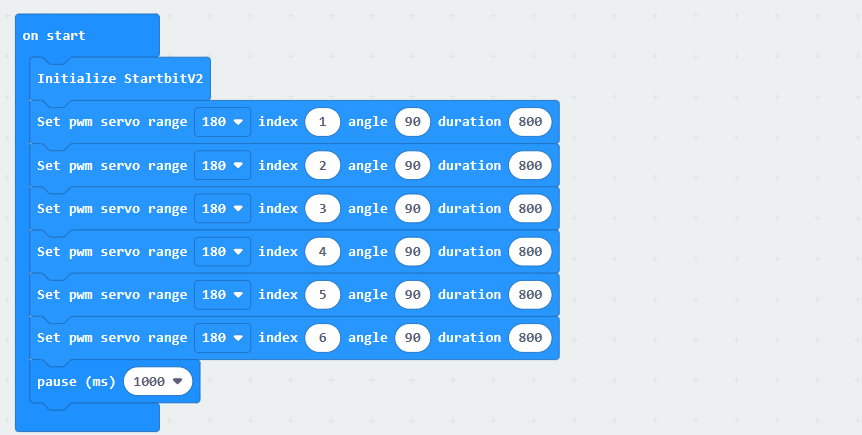 on start
Initialize StartbitV2
Set pwm servo range 180 index 1 angle 90 duration 800
Set pwm servo range 180 index 2 angle 90 duration 800
Set pwm servo range 180 index 3 angle 90 duration 800
Set pwm servo range 180 index 4 angle 90 duration 800
Set pwm servo range 180 index 5 angle 90 duration 800
Set pwm servo range 180 index 6 angle 90 duration 800
pause (ms) 1000